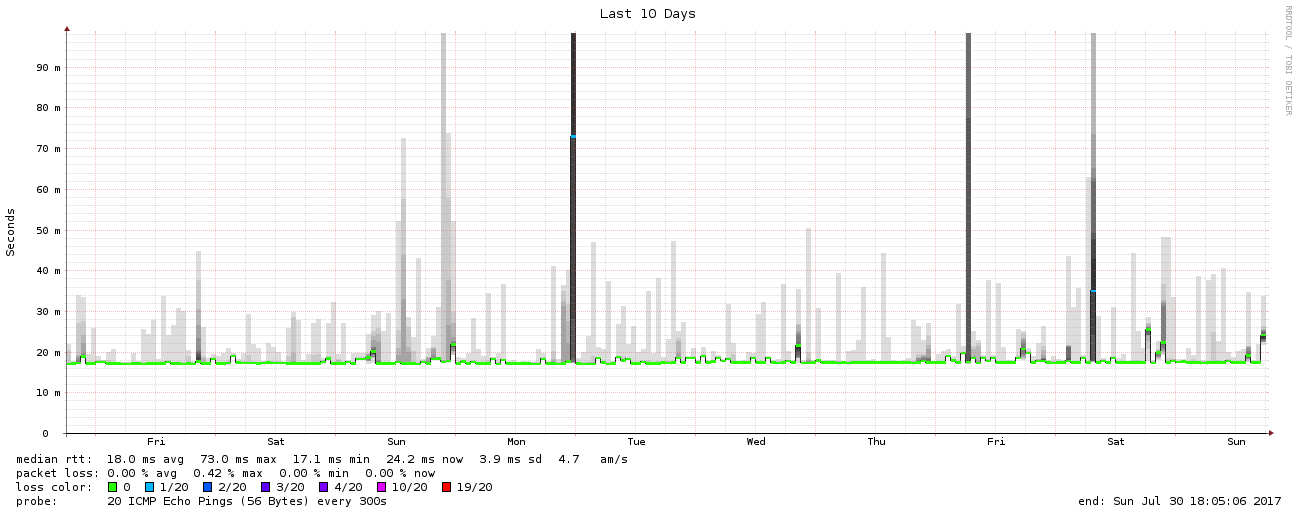 Last 10 Days
RRDTOOL / TOBI OETIKER
Seconds
90 m
80 m
70 m
60 m
50 m
40 m
30 m
20 m
10 m
0
Fri Sat Sun Mon Tue Wed Thu Fri Sat Sun
median rtt: 18.0 ms avg 73.0 ms max 17.1 ms min 24.2 ms now 3.9 ms sd 4.7 am/s
packet loss: 0.00 % avg 0.42 % max 0.00 % min 0.00 % now
loss color: 0 1/20 2/20 3/20 4/20 10/20 19/20
probe: 20 ICMP Echo Pings (56 Bytes) every 300s end: Sun Jul 30 18:05:06 2017